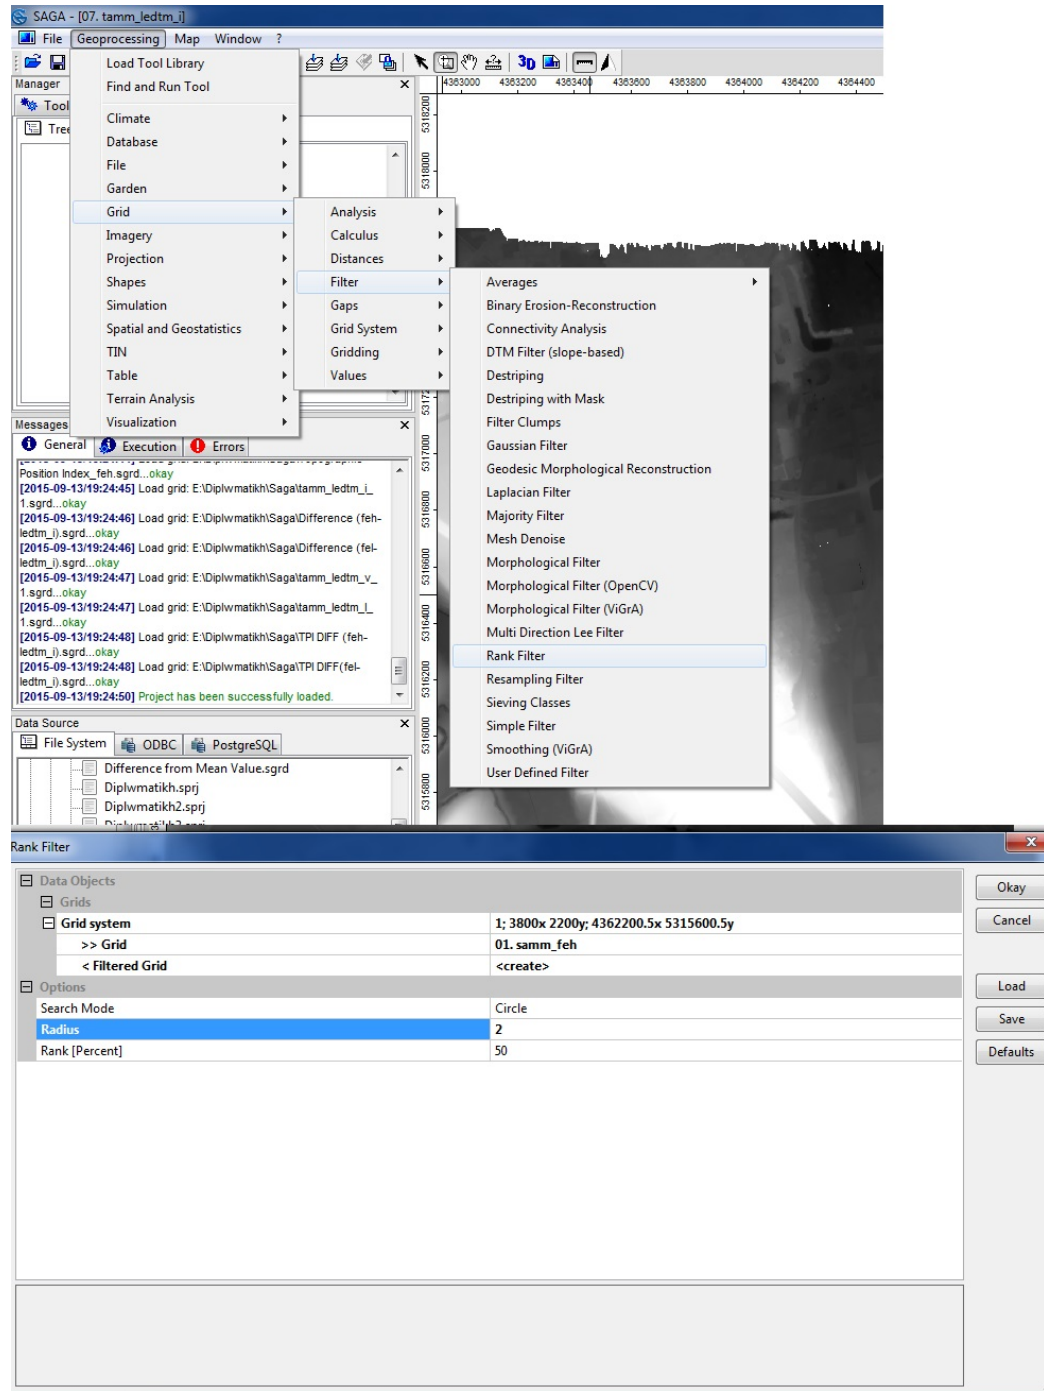 SAGA - [07. tamm_ledtm_i]
File Geoprocessing Map Window ?
Load Tool Library
Find and Run Tool
Climate
Database
File
Garden
Grid
Imagery
Projection
Shapes
Simulation
Spatial and Geostatistics
TIN
Table
Terrain Analysis
Visualization
Analysis
Calculus
Distances
Filter
Gaps
Grid System
Gridding
Values
Averages
Binary Erosion-Reconstruction
Connectivity Analysis
DTM Filter (slope-based)
Destriping
Destriping with Mask
Filter Clumps
Gaussian Filter
Geodesic Morphological Reconstruction
Laplacian Filter
Majority Filter
Mesh Denoise
Morphological Filter
Morphological Filter (OpenCV)
Morphological Filter (ViGrA)
Multi Direction Lee Filter
Rank Filter
Resampling Filter
Sieving Classes
Simple Filter
Smoothing (ViGrA)
User Defined Filter
3D
Manager
Tool
Tree
4363000 4363200 4363400 4363600 4363800 4364000 4364200 4364400
5318200
5318000
5317000
5316800
5316600
5316400
5316200
5316000
5315800
Messages
General Execution Errors
Position Index_feh.sgrd...okay
[2015-09-13/19:24:45] Load grid: E:\Diplwmatikh\Saga\tamm_ledtm_i_
1.sgrd...okay
[2015-09-13/19:24:46] Load grid: E:\Diplwmatikh\Saga\Difference (feh-
ledtm_i).sgrd...okay
[2015-09-13/19:24:46] Load grid: E:\Diplwmatikh\Saga\Difference (fel-
ledtm_i).sgrd...okay
[2015-09-13/19:24:47] Load grid: E:\Diplwmatikh\Saga\tamm_ledtm_v_
1.sgrd...okay
[2015-09-13/19:24:47] Load grid: E:\Diplwmatikh\Saga\tamm_ledtm_l_
1.sgrd...okay
[2015-09-13/19:24:48] Load grid: E:\Diplwmatikh\Saga\TPI DIFF (feh-
ledtm_i).sgrd...okay
[2015-09-13/19:24:48] Load grid: E:\Diplwmatikh\Saga\TPI DIFF(fel-
ledtm_i).sgrd...okay
[2015-09-13/19:24:50] Project has been successfully loaded.
Data Source
File System ODBC PostgreSQL
Difference from Mean Value.sgrd
Diplwmatikh.sprj
Diplwmatikh2.sprj
Rank Filter
Data Objects
Grids
Grid system 1; 3800x 2200y; 4362200.5x 5315600.5y
>> Grid 01. samm_feh
< Filtered Grid <create>
Options
Search Mode Circle
Radius 2
Rank [Percent] 50
Okay
Cancel
Load
Save
Defaults